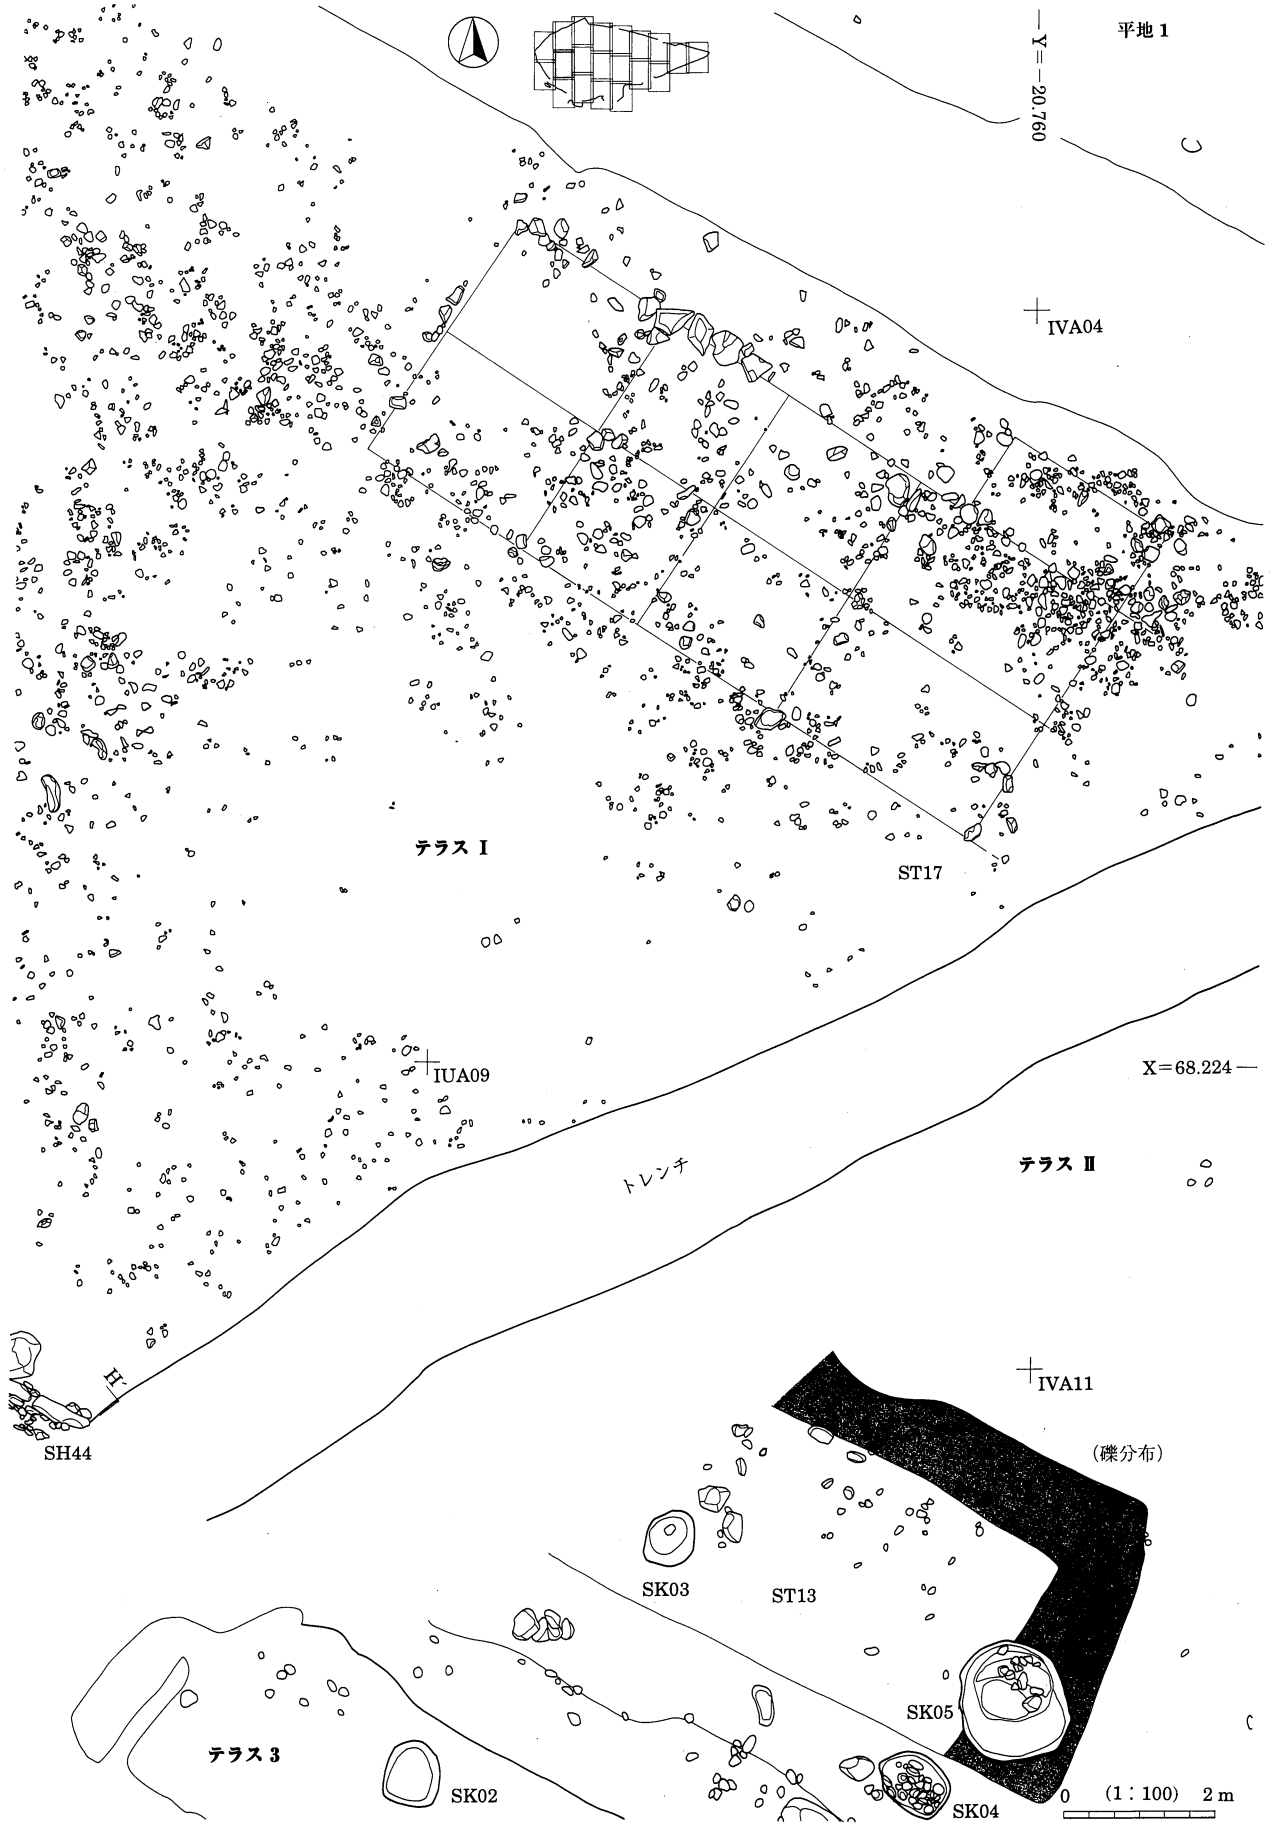 平地 1
Y=-20.760
IVA04
テラス Ⅰ
ST17
IUA09
X=68.224
テラス Ⅱ
トレンチ
H´
IVA11
SH44
(礫分布)
SK03
ST13
SK05
テラス 3
SK02
SK04
0 (1:100) 2 m